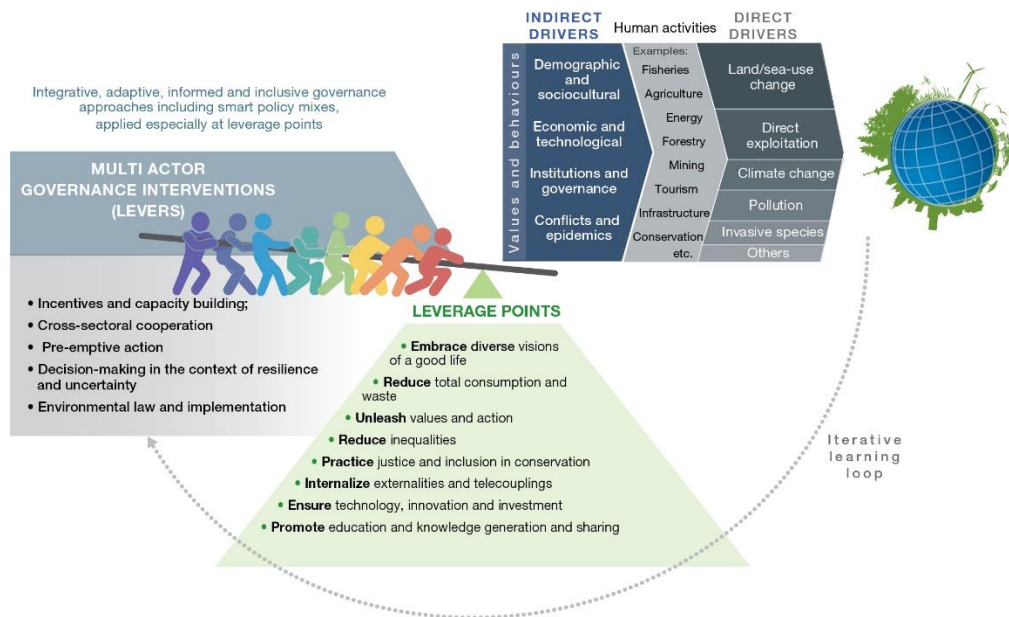 Integrative, adaptive, informed and inclusive governance
approaches including smart policy mixes,
applied especially at leverage points
MULTI ACTOR
GOVERNANCE INTERVENTIONS
(LEVERS)
• Incentives and capacity building;
• Cross-sectoral cooperation
• Pre-emptive action
• Decision-making in the context of resilience
and uncertainty
• Environmental law and implementation
LEVERAGE POINTS
• Embrace diverse visions
of a good life
• Reduce total consumption and
waste
• Unleash values and action
• Reduce inequalities
• Practice justice and inclusion in conservation
• Internalize externalities and telecouplings
• Ensure technology, innovation and investment
• Promote education and knowledge generation and sharing
INDIRECT
DRIVERS
Values and behaviours
Demographic
and
sociocultural
Economic and
technological
Institutions and
governance
Conflicts and
epidemics
Human activities
Examples:
Fisheries
Agriculture
Energy
Forestry
Mining
Tourism
Infrastructure
Conservation
etc.
DIRECT
DRIVERS
Land/sea-use
change
Direct
exploitation
Climate change
Pollution
Invasive species
Others
Iterative
learning
loop